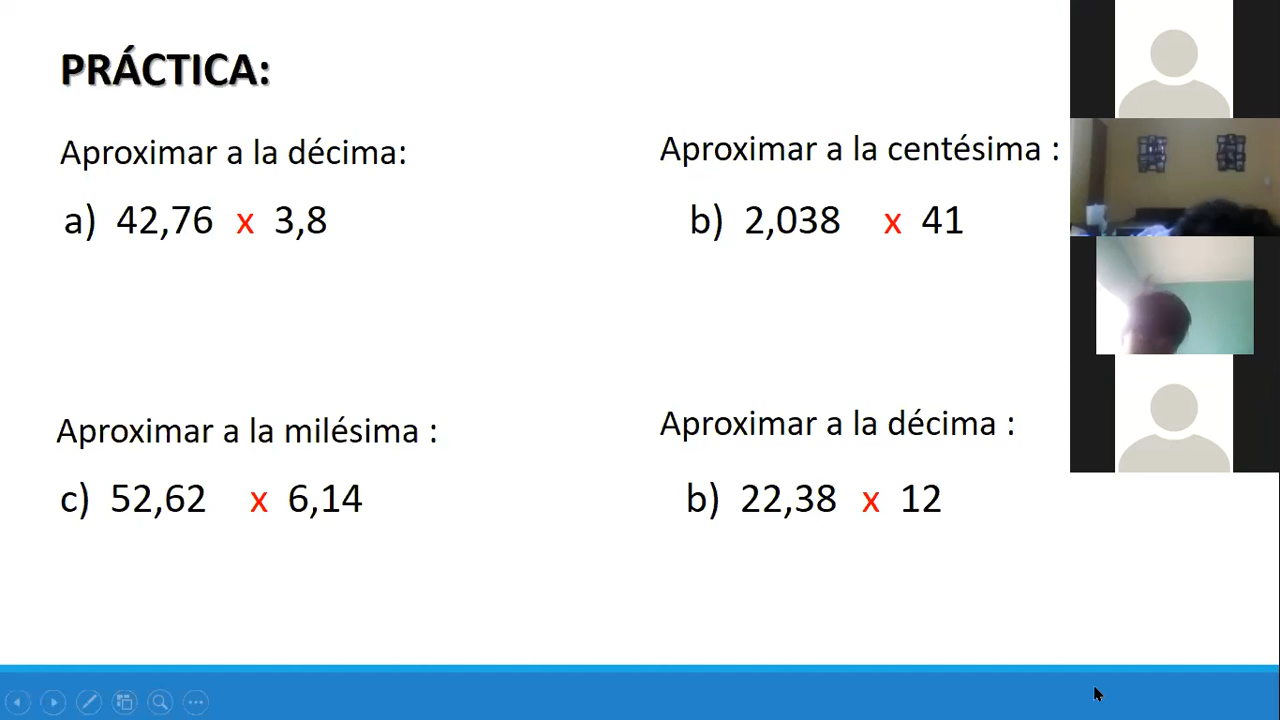 PRÁCTICA:
Aproximar a la décima:
a) 42,76 x 3,8
Aproximar a la centésima :
b) 2,038 x 41
Aproximar a la milésima :
c) 52,62 x 6,14
Aproximar a la décima :
b) 22,38 x 12